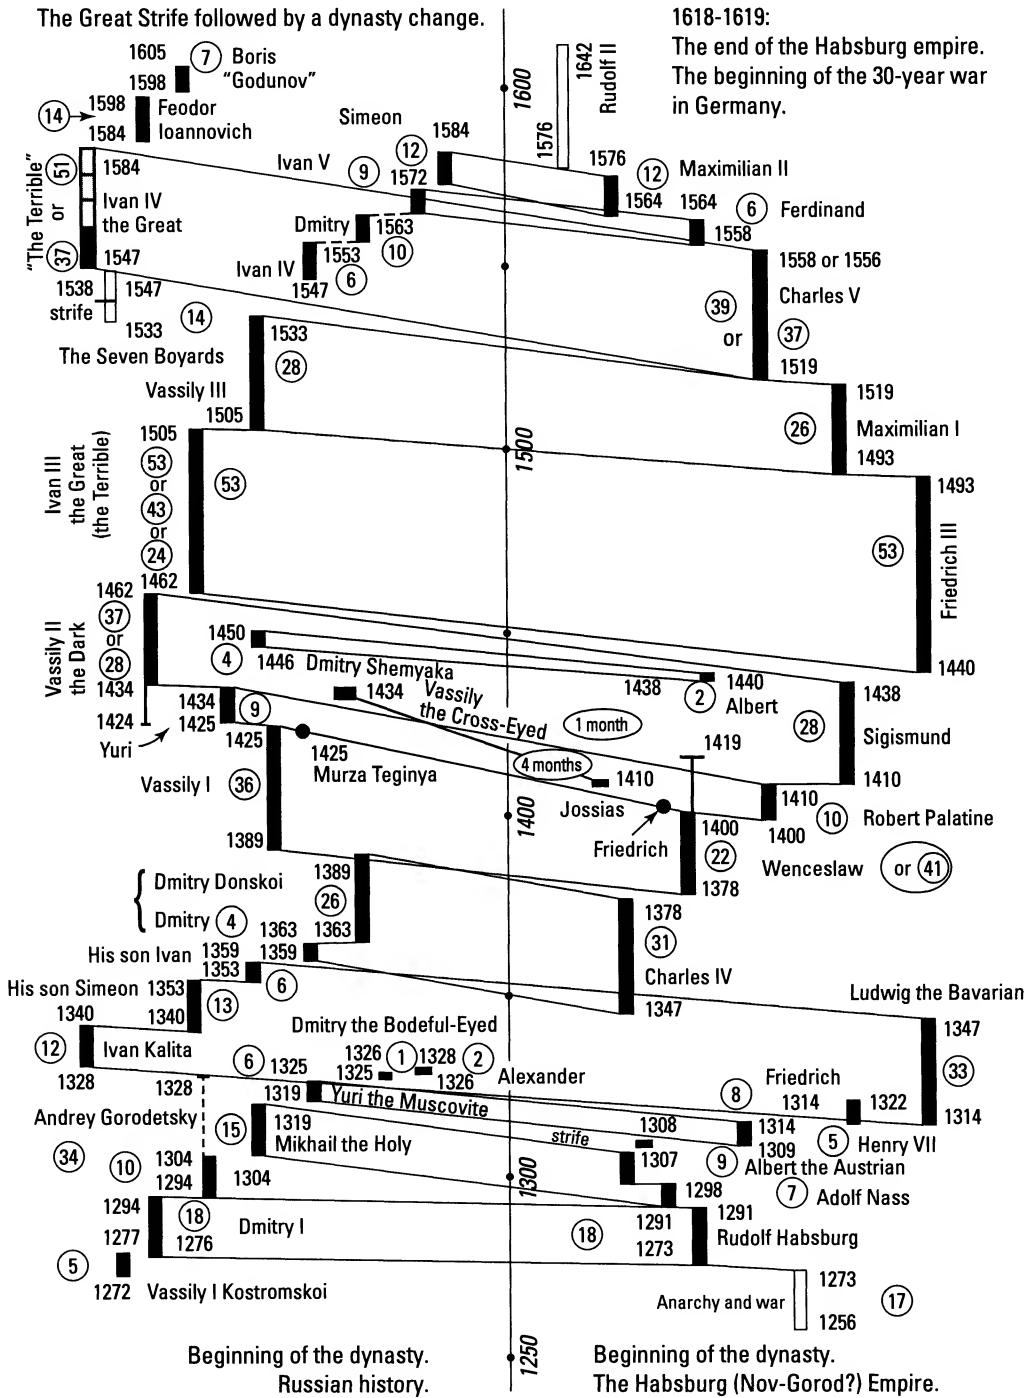 The Great Strife followed by a dynasty change.
1618-1619:
The end of the Habsburg empire.
The beginning of the 30-year war
in Germany.
1605
7
Boris
"Godunov"
1598
1598
Feodor
Ioannovich
14
1584
1642
Rudolf II
1576
1600
Simeon
1584
12
Ivan V
9
1572
1576
12
Maximilian II
1564
1564
6
Ferdinand
1558
"The Terrible"
or
51
37
1584
Ivan IV
the Great
1547
Dmitry
1563
10
1553
Ivan IV
6
1547
1538
strife
1547
1533
14
The Seven Boyards
1558 or 1556
Charles V
39
or
37
1519
1533
28
Vassily III
1505
1519
26
Maximilian I
1493
1500
Ivan III
the Great
(the Terrible)
1505
53
or
43
or
24
1462
53
1493
53
Friedrich III
1440
Vassily II
the Dark
1462
37
or
28
1434
1424
Yuri
1450
4
1446
Dmitry Shemyaka
1438
1440
2
Albert
1438
28
Sigismund
1410
1434
Vassily
the Cross-Eyed
1 month
1434
1425
9
1425
1425
Murza Teginya
4 months
1410
Jossias
1419
Friedrich
1410
10
Robert Palatine
1400
1400
22
Wenceslaw
or 41
1378
Vassily I
36
1389
1400
Dmitry Donskoi
Dmitry 4
1389
26
1363
1363
1378
31
Charles IV
1347
His son Ivan
1359
1359
1353
6
His son Simeon
1353
13
1340
Ludwig the Bavarian
1347
33
1314
1340
12
Ivan Kalita
1328
1328
Dmitry the Bodeful-Eyed
1326
1
1325
1328
2
1326
Alexander
6
1325
1319
Yuri the Muscovite
Friedrich
8
1314
1322
5
Henry VII
1314
1309
9
Albert the Austrian
Andrey Gorodetsky
34
10
1304
1294
1304
15
1319
Mikhail the Holy
strife
1308
1307
1298
7
Adolf Nass
1291
1300
1294
18
1277
1276
Dmitry I
18
1291
Rudolf Habsburg
1273
5
1272
Vassily I Kostromskoi
Anarchy and war
1273
1256
17
1250
Beginning of the dynasty.
Russian history.
Beginning of the dynasty.
The Habsburg (Nov-Gorod?) Empire.